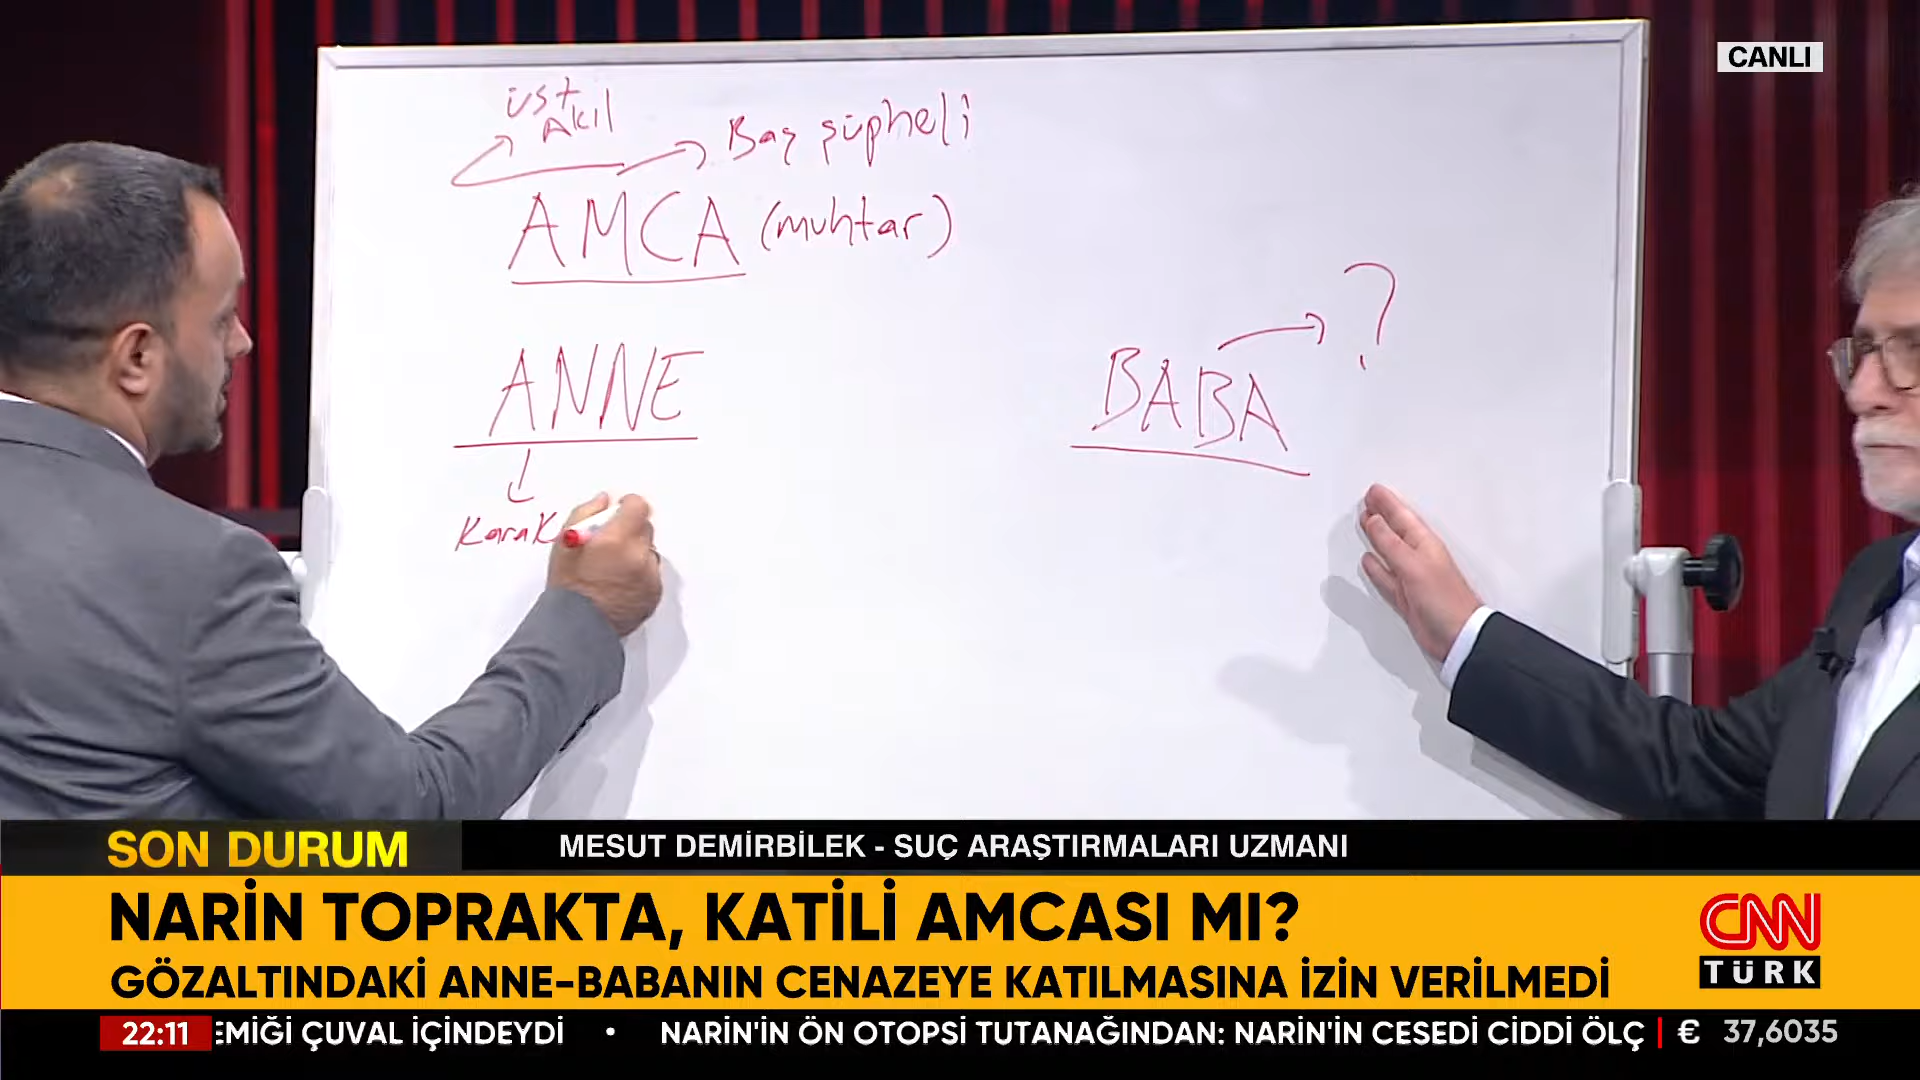 CANLI
üst
Akıl
Baş şüpheli
AMCA (muhtar)
?
ANNE
BABA
Karak
SON DURUM
MESUT DEMİRBİLEK - SUÇ ARAŞTIRMALARI UZMANI
NARİN TOPRAKTA, KATİLİ AMCASI MI?
GÖZALTINDAKİ ANNE-BABANIN CENAZEYE KATILMASINA İZİN VERİLMEDİ
CNN
TÜRK
22:11 EMİĞİ ÇUVAL İÇİNDEYDİ • NARİN'İN ÖN OTOPSİ TUTANAĞINDAN: NARİN'İN CESEDİ CİDDİ ÖLÇ € 37,6035